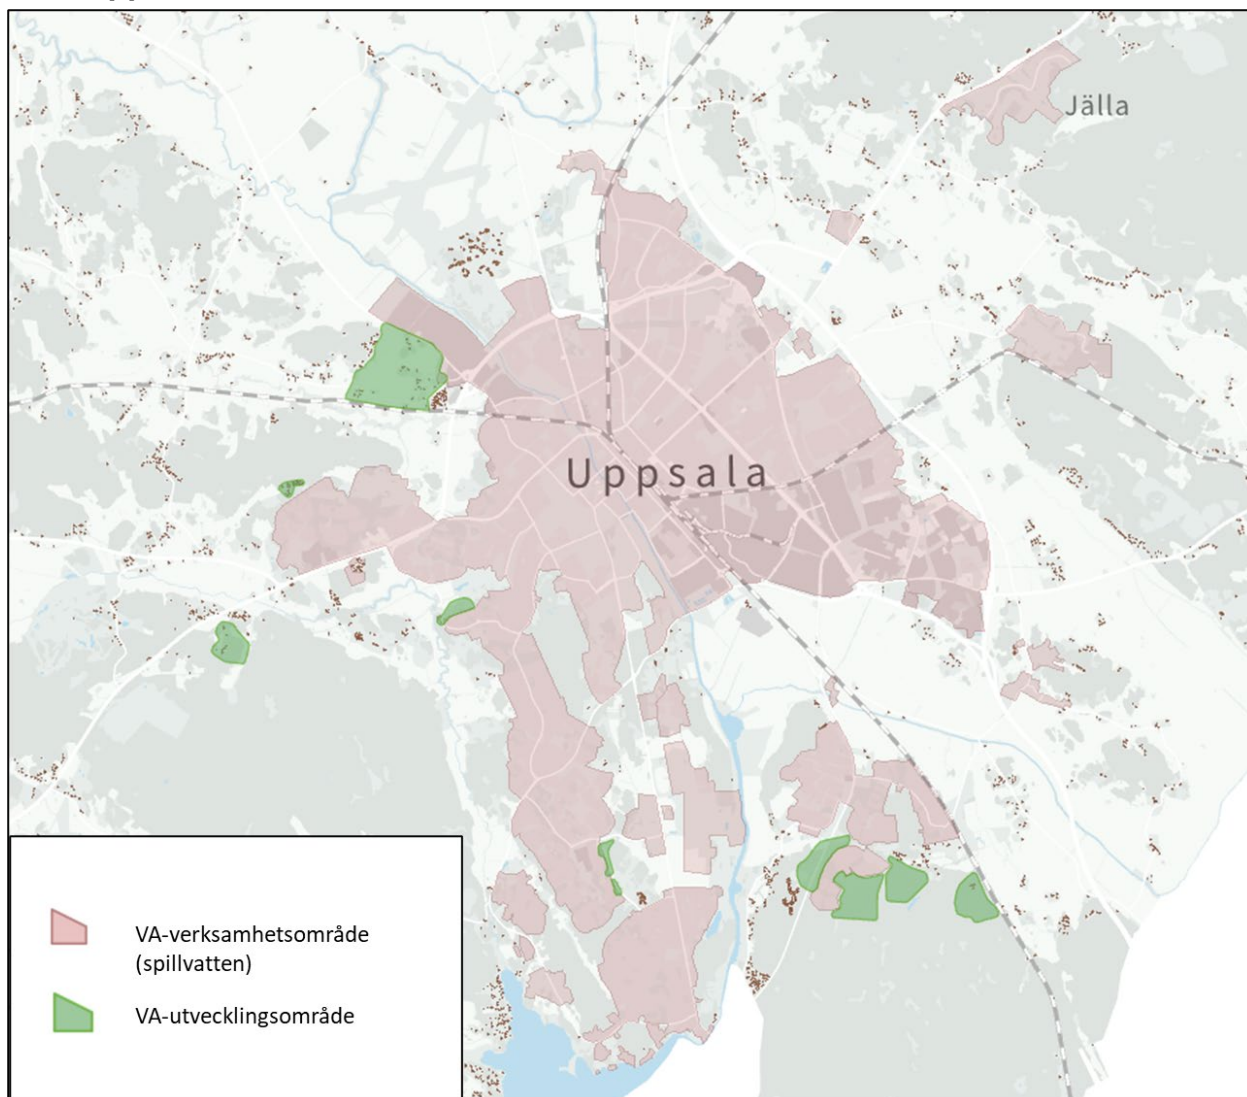 Jälla
Uppsala
VA-verksamhetsområde
(spillvatten)
VA-utvecklingsområde